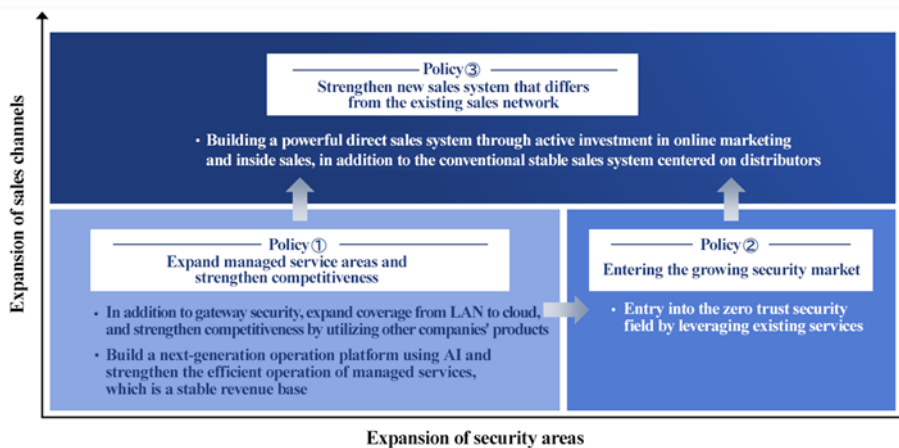 Expansion of sales channels
Policy③
Strengthen new sales system that differs
from the existing sales network
• Building a powerful direct sales system through active investment in online marketing
and inside sales, in addition to the conventional stable sales system centered on distributors
Policy①
Expand managed service areas and
strengthen competitiveness
• In addition to gateway security, expand coverage from LAN to cloud,
and strengthen competitiveness by utilizing other companies' products
• Build a next-generation operation platform using AI and
strengthen the efficient operation of managed services,
which is a stable revenue base
Policy②
Entering the growing security market
• Entry into the zero trust security
field by leveraging existing services
Expansion of security areas